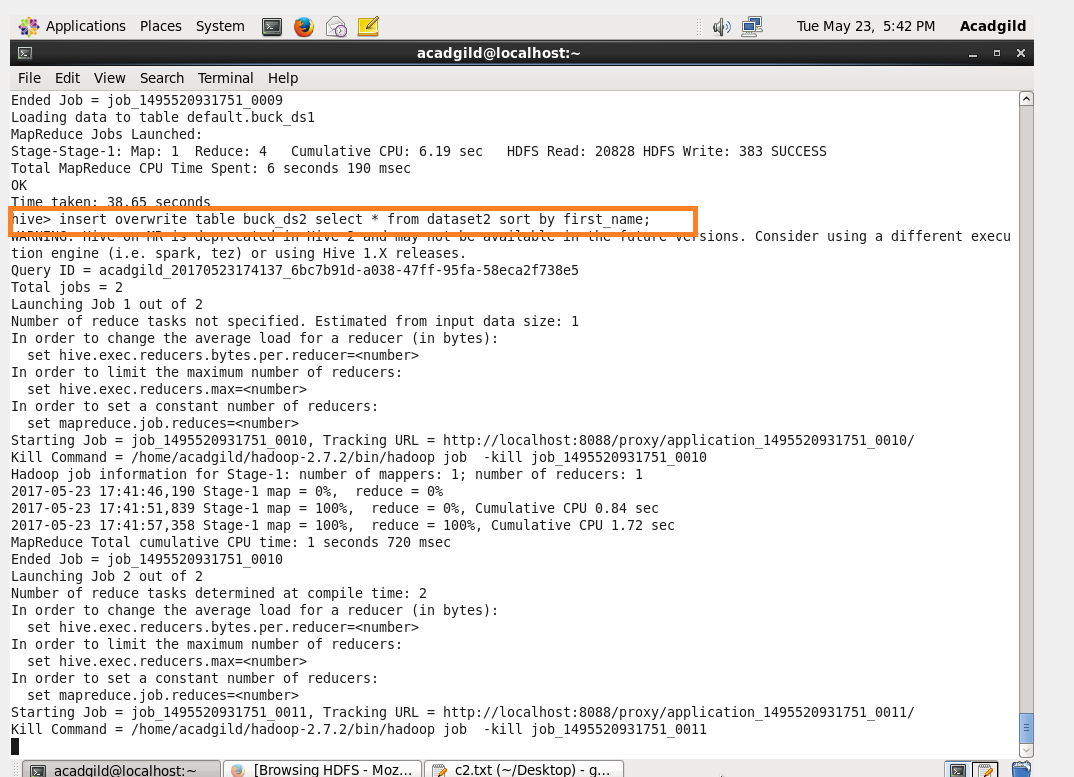 Applications Places System
Tue May 23, 5:42 PM Acadgild
acadgild@localhost:~
File Edit View Search Terminal Help
Ended Job = job_1495520931751_0009
Loading data to table default.buck_ds1
MapReduce Jobs Launched:
Stage-Stage-1: Map: 1  Reduce: 4   Cumulative CPU: 6.19 sec   HDFS Read: 20828 HDFS Write: 383 SUCCESS
Total MapReduce CPU Time Spent: 6 seconds 190 msec
OK
Time taken: 38.65 seconds
hive> insert overwrite table buck_ds2 select * from dataset2 sort by first_name;
WARNING: Hive-on-MR is deprecated in Hive 2 and may not be available in the future versions. Consider using a different execu
tion engine (i.e. spark, tez) or using Hive 1.X releases.
Query ID = acadgild_20170523174137_6bc7b91d-a038-47ff-95fa-58eca2f738e5
Total jobs = 2
Launching Job 1 out of 2
Number of reduce tasks not specified. Estimated from input data size: 1
In order to change the average load for a reducer (in bytes):
  set hive.exec.reducers.bytes.per.reducer=<number>
In order to limit the maximum number of reducers:
  set hive.exec.reducers.max=<number>
In order to set a constant number of reducers:
  set mapreduce.job.reduces=<number>
Starting Job = job_1495520931751_0010, Tracking URL = http://localhost:8088/proxy/application_1495520931751_0010/
Kill Command = /home/acadgild/hadoop-2.7.2/bin/hadoop job  -kill job_1495520931751_0010
Hadoop job information for Stage-1: number of mappers: 1; number of reducers: 1
2017-05-23 17:41:46,190 Stage-1 map = 0%,  reduce = 0%
2017-05-23 17:41:51,839 Stage-1 map = 100%,  reduce = 0%, Cumulative CPU 0.84 sec
2017-05-23 17:41:57,358 Stage-1 map = 100%,  reduce = 100%, Cumulative CPU 1.72 sec
MapReduce Total cumulative CPU time: 1 seconds 720 msec
Ended Job = job_1495520931751_0010
Launching Job 2 out of 2
Number of reduce tasks determined at compile time: 2
In order to change the average load for a reducer (in bytes):
  set hive.exec.reducers.bytes.per.reducer=<number>
In order to limit the maximum number of reducers:
  set hive.exec.reducers.max=<number>
In order to set a constant number of reducers:
  set mapreduce.job.reduces=<number>
Starting Job = job_1495520931751_0011, Tracking URL = http://localhost:8088/proxy/application_1495520931751_0011/
Kill Command = /home/acadgild/hadoop-2.7.2/bin/hadoop job  -kill job_1495520931751_0011
acadgild@localhost:~
[Browsing HDFS - Moz...
c2.txt (~/Desktop) - g...